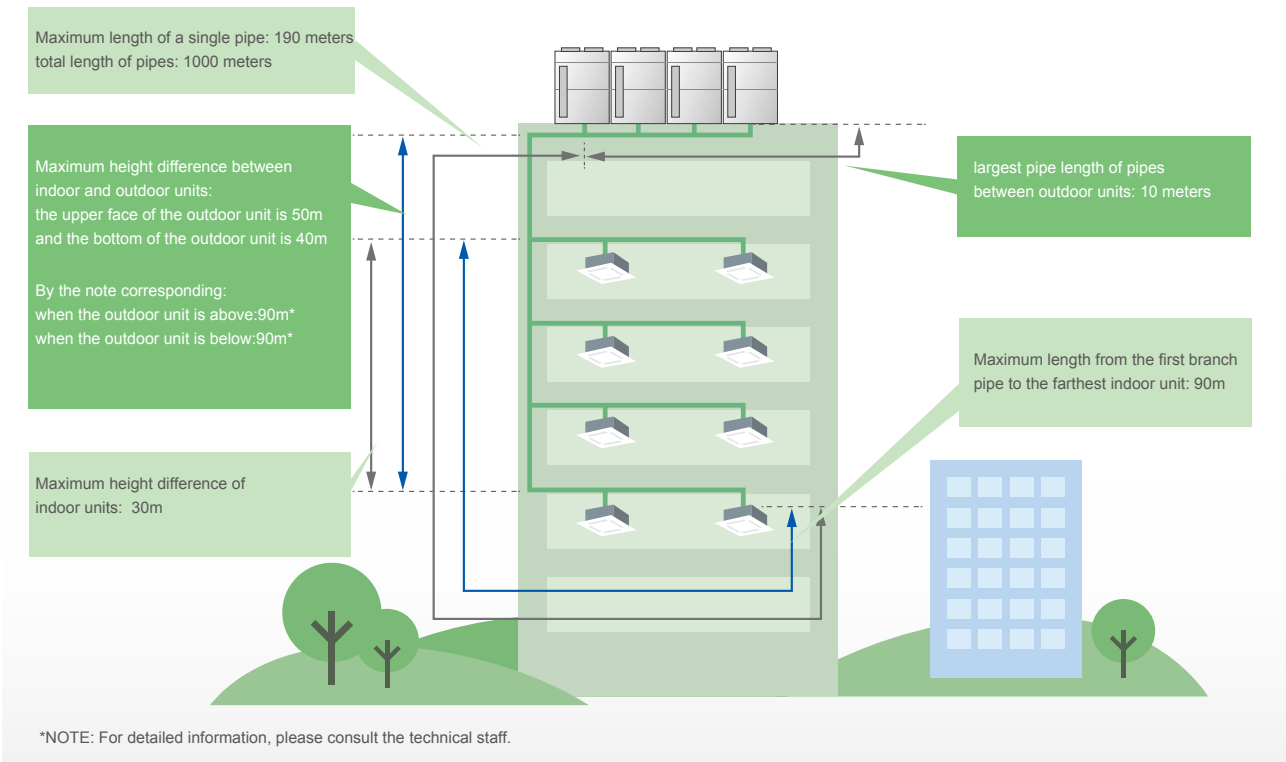 Maximum length of a single pipe: 190 meters
total length of pipes: 1000 meters
Maximum height difference between
indoor and outdoor units:
the upper face of the outdoor unit is 50m
and the bottom of the outdoor unit is 40m
By the note corresponding:
when the outdoor unit is above:90m*
when the outdoor unit is below:90m*
Maximum height difference of
indoor units: 30m
largest pipe length of pipes
between outdoor units: 10 meters
Maximum length from the first branch
pipe to the farthest indoor unit: 90m
*NOTE: For detailed information, please consult the technical staff.